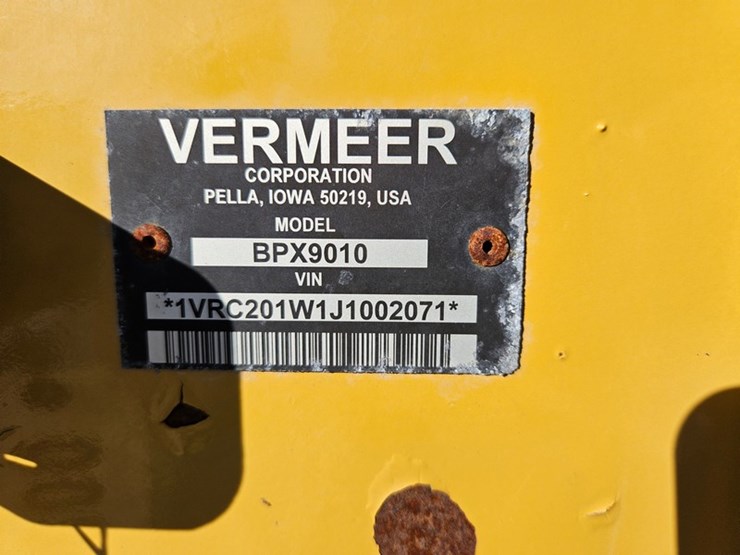 VERMEER
CORPORATION
PELLA, IOWA 50219, USA
MODEL
BPX9010
VIN
*1VRC201W1J1002071*